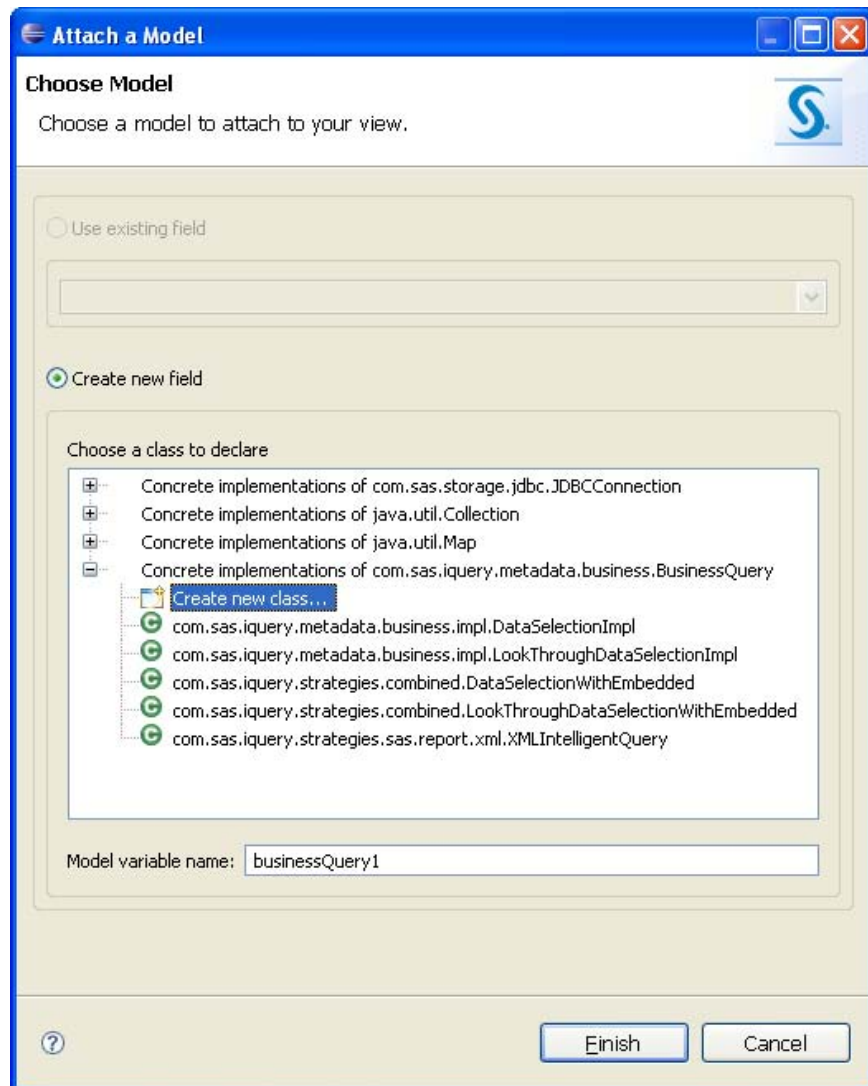 Attach a Model
Choose Model
Choose a model to attach to your view.
S.
Use existing field
Create new field
Choose a class to declare
Concrete implementations of com.sas.storage.jdbc.JDBCConnection
Concrete implementations of java.util.Collection
Concrete implementations of java.util.Map
Concrete implementations of com.sas.iquery.metadata.business.BusinessQuery
Create new class...
C com.sas.iquery.metadata.business.impl.DataSelectionImpl
C com.sas.iquery.metadata.business.impl.LookThroughDataSelectionImpl
C com.sas.iquery.strategies.combined.DataSelectionWithEmbedded
C com.sas.iquery.strategies.combined.LookThroughDataSelectionWithEmbedded
C com.sas.iquery.strategies.sas.report.xml.XMLIntelligentQuery
Model variable name: businessQuery1
? Finish Cancel